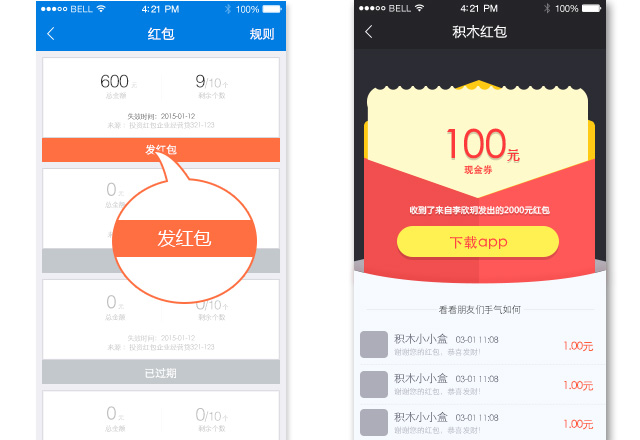 BELL 4:21 PM 100%
红包 规则
600元 9/10个
总金额 剩余个数
失效时间：2015-01-12
来源：投资红包企业经营贷321-123
发红包
0元
总金额
发红包
0元 0/10个
总金额 剩余个数
失效时间：2015-01-12
来源：投资红包企业经营贷321-123
已过期
0元 0/10个
总金额 剩余个数
BELL 4:21 PM 100%
积木红包
100元
现金券
收到了来自李欣玥发出的2000元红包
下载app
看看朋友们手气如何
积木小小盒 03-01 11:08
谢谢您的红包，恭喜发财！
1.00元
积木小小盒 03-01 11:08
谢谢您的红包，恭喜发财！
1.00元
积木小小盒 03-01 11:08
谢谢您的红包，恭喜发财！
1.00元